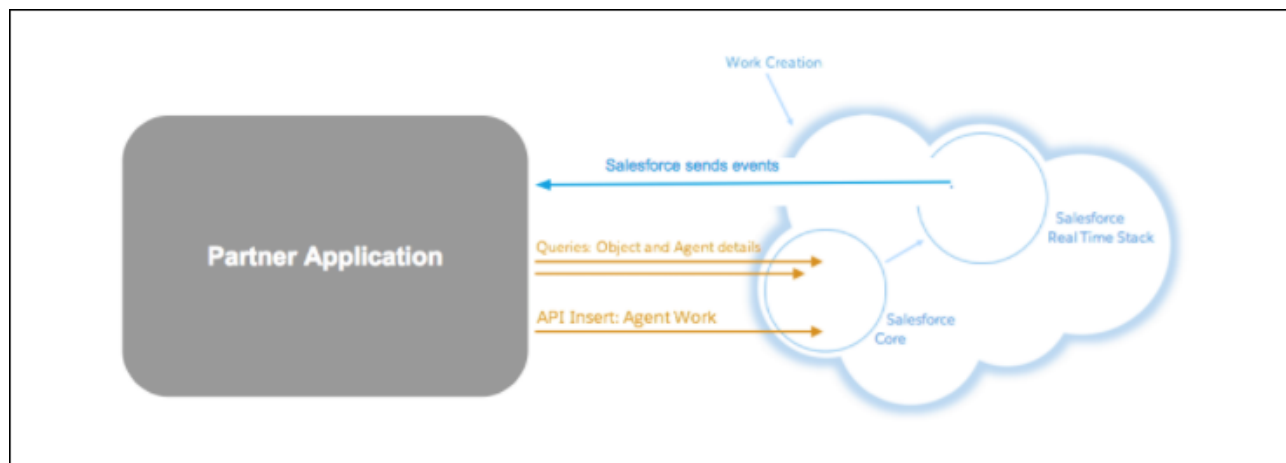 Work Creation
Salesforce sends events
Partner Application
Queries: Object and Agent details
API Insert: Agent Work
Salesforce
Real Time Stack
Salesforce
Core